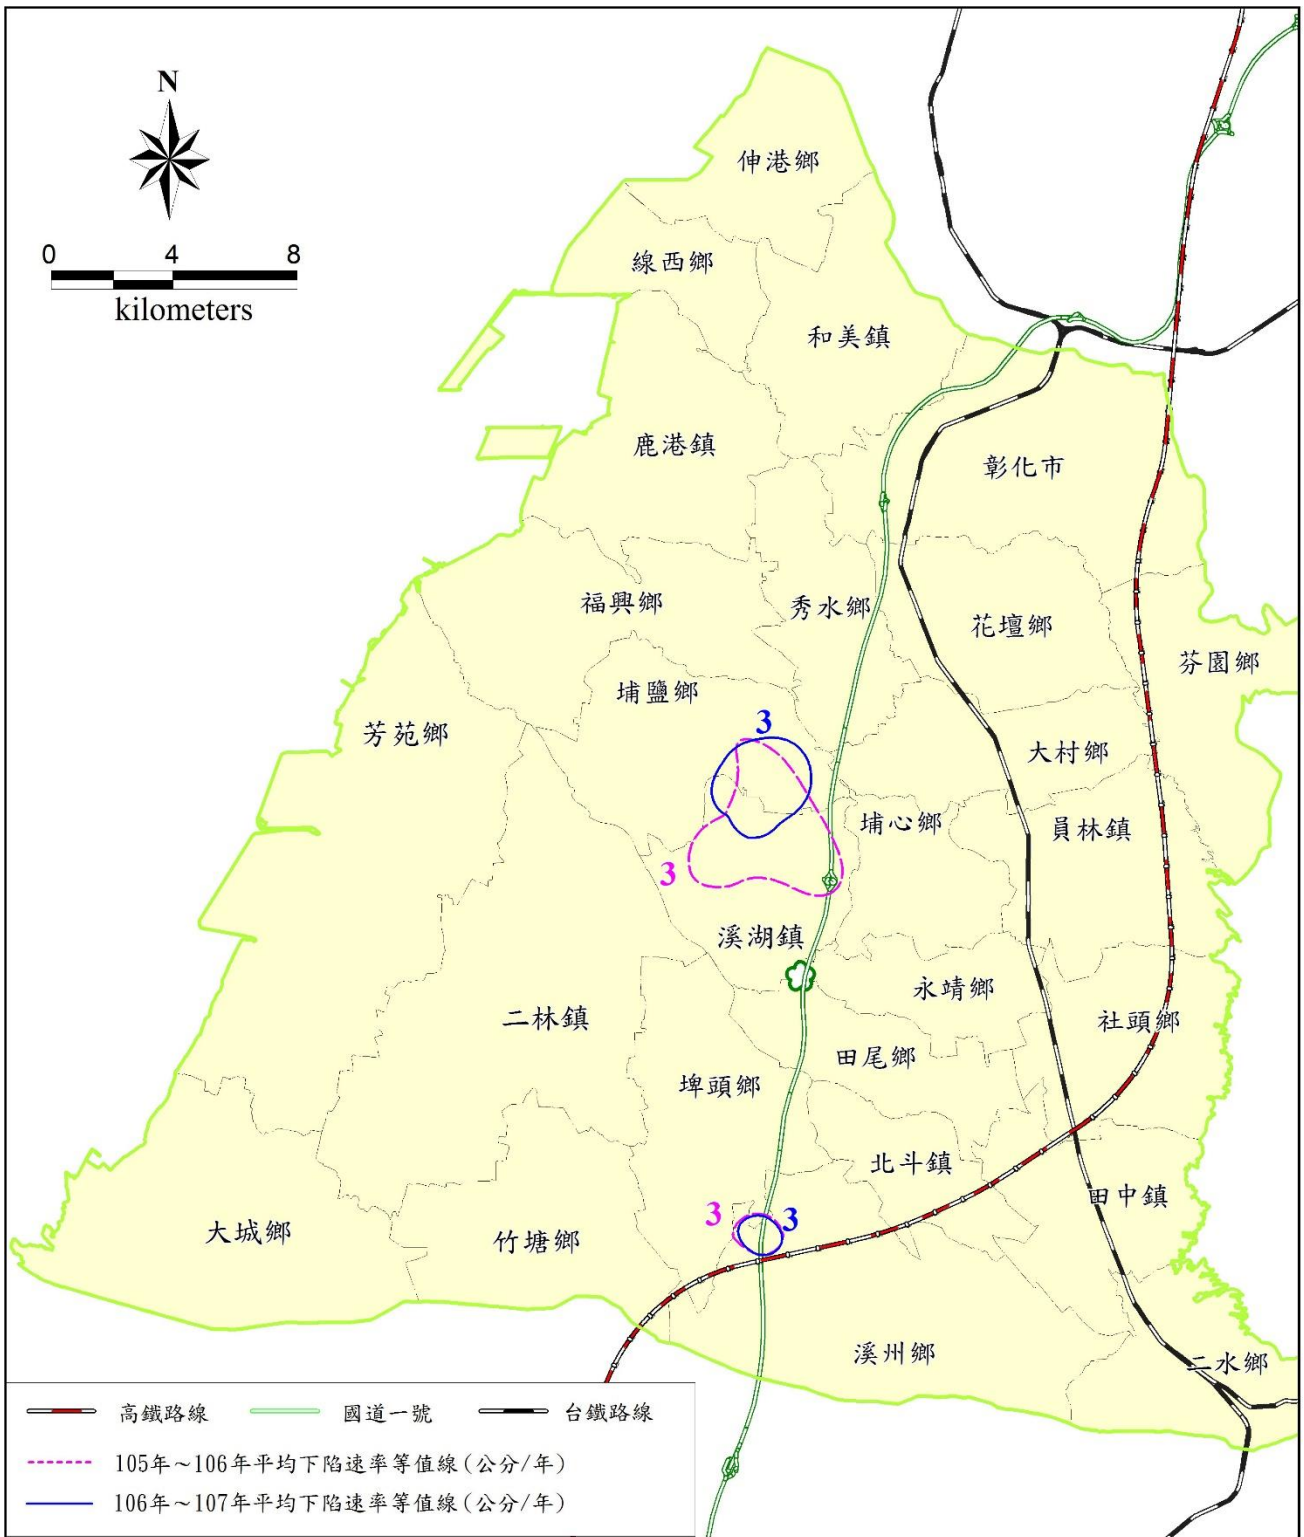 N
0 4 8
kilometers
伸港鄉
線西鄉
和美鎮
鹿港鎮
彰化市
福興鄉
秀水鄉
花壇鄉
芬園鄉
埔鹽鄉
芳苑鄉
3
大村鄉
埔心鄉
員林鎮
3
溪湖鎮
永靖鄉
二林鎮
社頭鄉
田尾鄉
埤頭鄉
北斗鎮
田中鎮
3 3
大城鄉
竹塘鄉
溪州鄉
二水鄉
高鐵路線 國道一號 台鐵路線
105年~106年平均下陷速率等值線(公分/年)
106年~107年平均下陷速率等值線(公分/年)